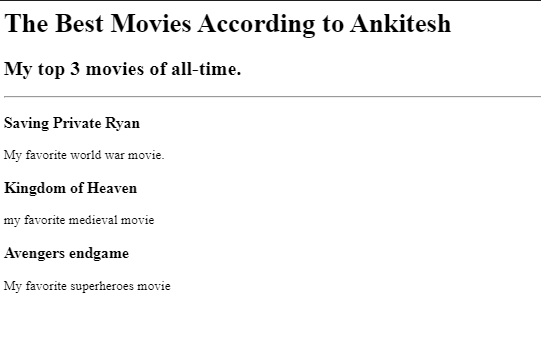 The Best Movies According to Ankitesh
My top 3 movies of all-time.
Saving Private Ryan
My favorite world war movie.
Kingdom of Heaven
my favorite medieval movie
Avengers endgame
My favorite superheroes movie